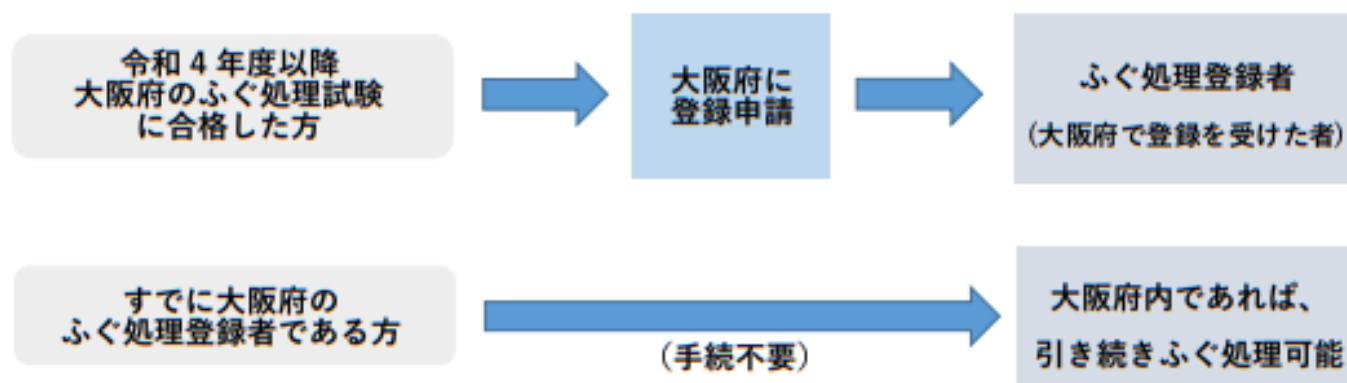 令和4年度以降
大阪府のふぐ処理試験
に合格した方
大阪府に
登録申請
ふぐ処理登録者
(大阪府で登録を受けた者)
すでに大阪府の
ふぐ処理登録者である方
(手続不要)
大阪府内であれば、
引き続きふぐ処理可能